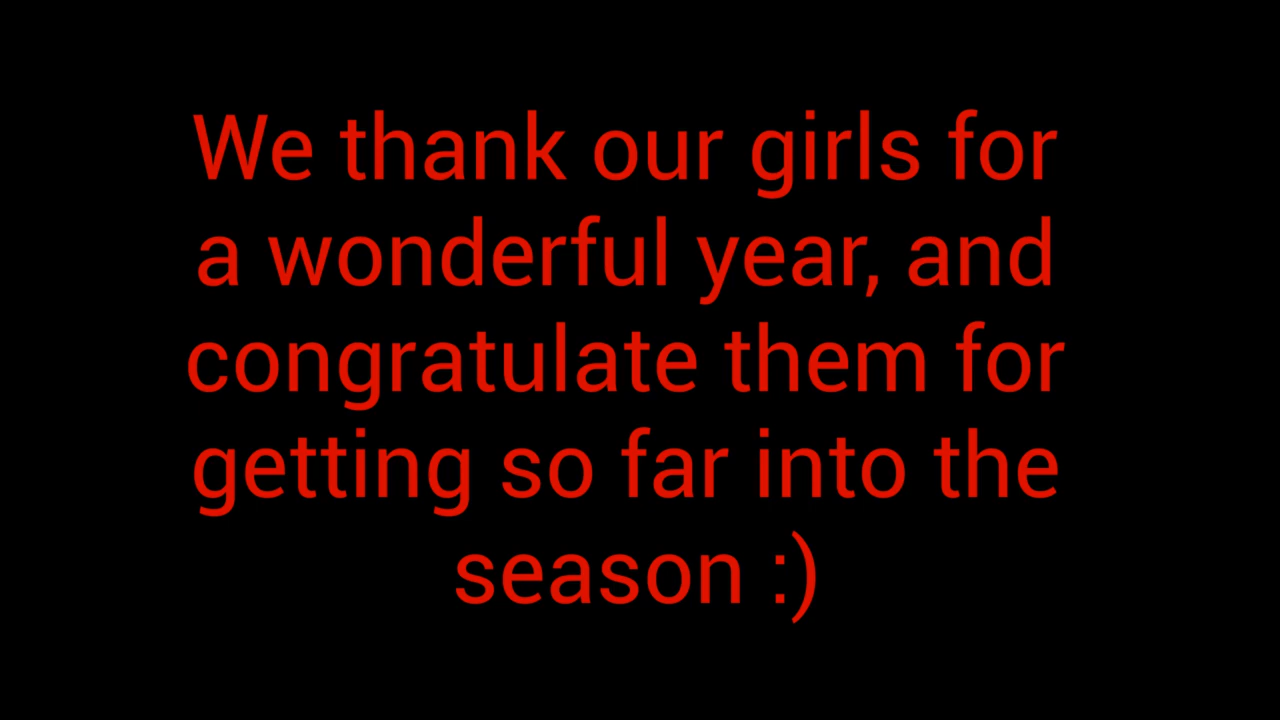 We thank our girls for
a wonderful year, and
congratulate them for
getting so far into the
season :)